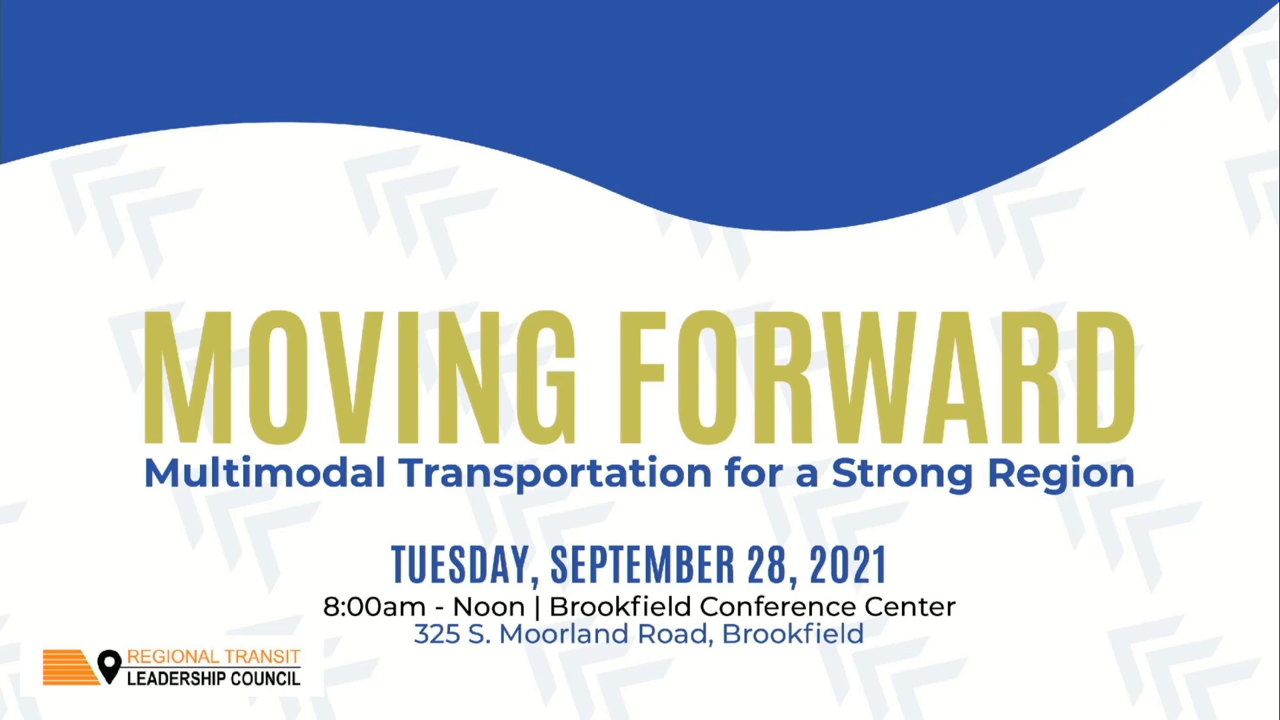 MOVING FORWARD
Multimodal Transportation for a Strong Region
TUESDAY, SEPTEMBER 28, 2021
8:00am - Noon | Brookfield Conference Center
325 S. Moorland Road, Brookfield
REGIONAL TRANSIT
LEADERSHIP COUNCIL